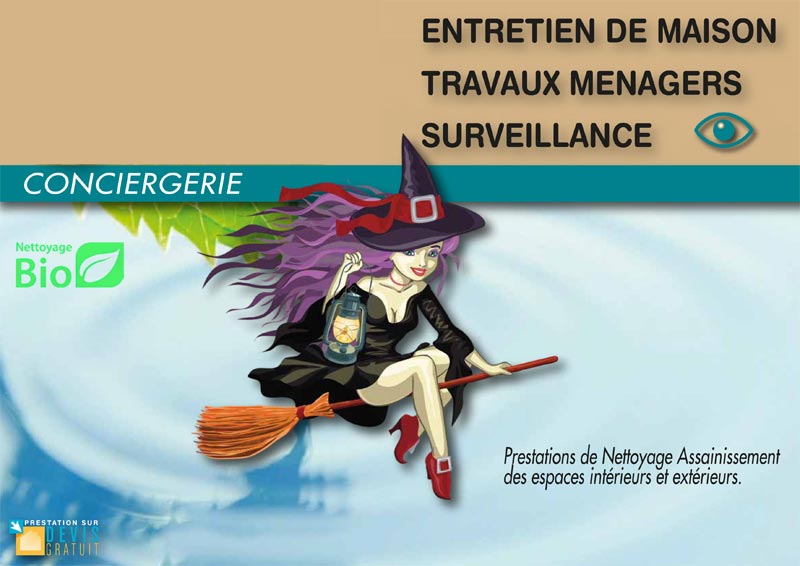 ENTRETIEN DE MAISON
TRAVAUX MENAGERS
SURVEILLANCE
CONCIERGERIE
Nettoyage
Bio
Prestations de Nettoyage Assainissement
des espaces intérieurs et extérieurs.
PRESTATION SUR
DEVIS
GRATUIT